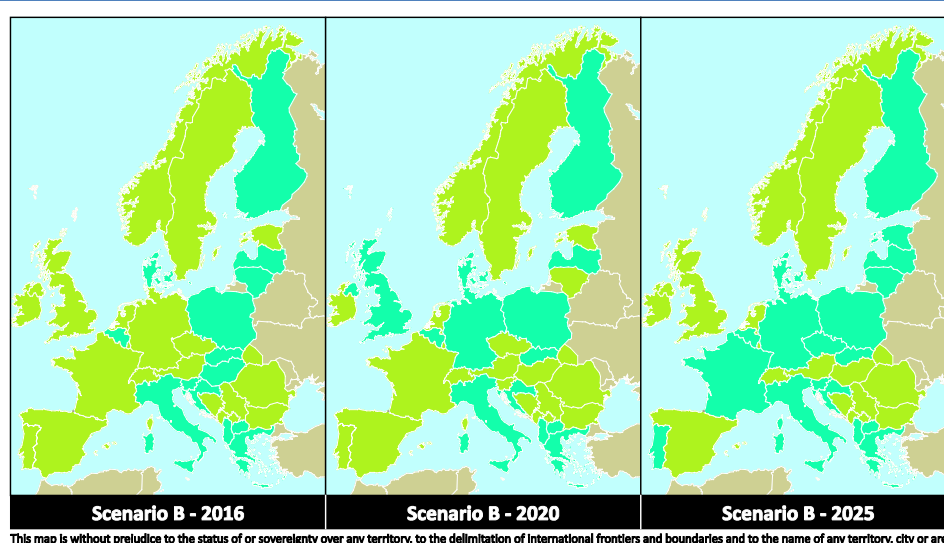 Scenario B - 2016
Scenario B - 2020
Scenario B - 2025
This map is without prejudice to the status of or sovereignty over any territory, to the delimitation of international frontiers and boundaries and to the name of any territory, city or are